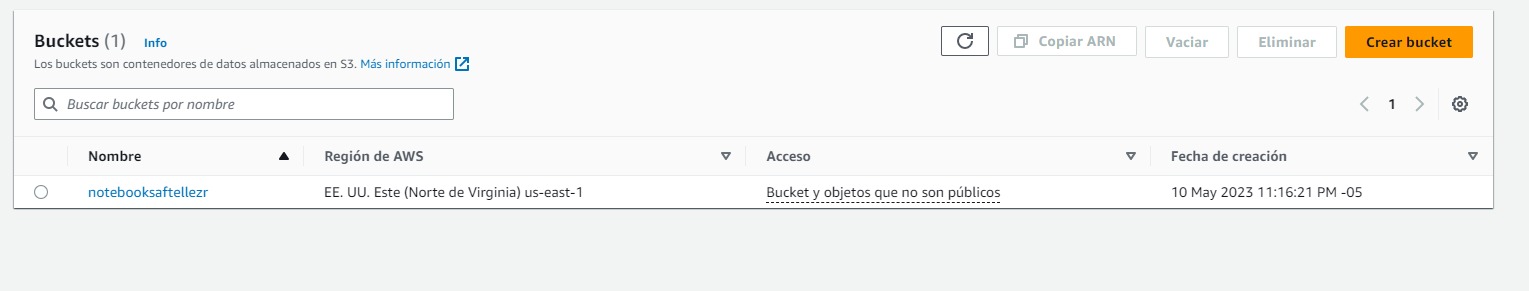 Buckets (1) Info
Copiar ARN Vaciar Eliminar Crear bucket
Los buckets son contenedores de datos almacenados en S3. Más información
Buscar buckets por nombre
1
Nombre Región de AWS Acceso Fecha de creación
notebooksaftellezr EE. UU. Este (Norte de Virginia) us-east-1 Bucket y objetos que no son públicos 10 May 2023 11:16:21 PM -05